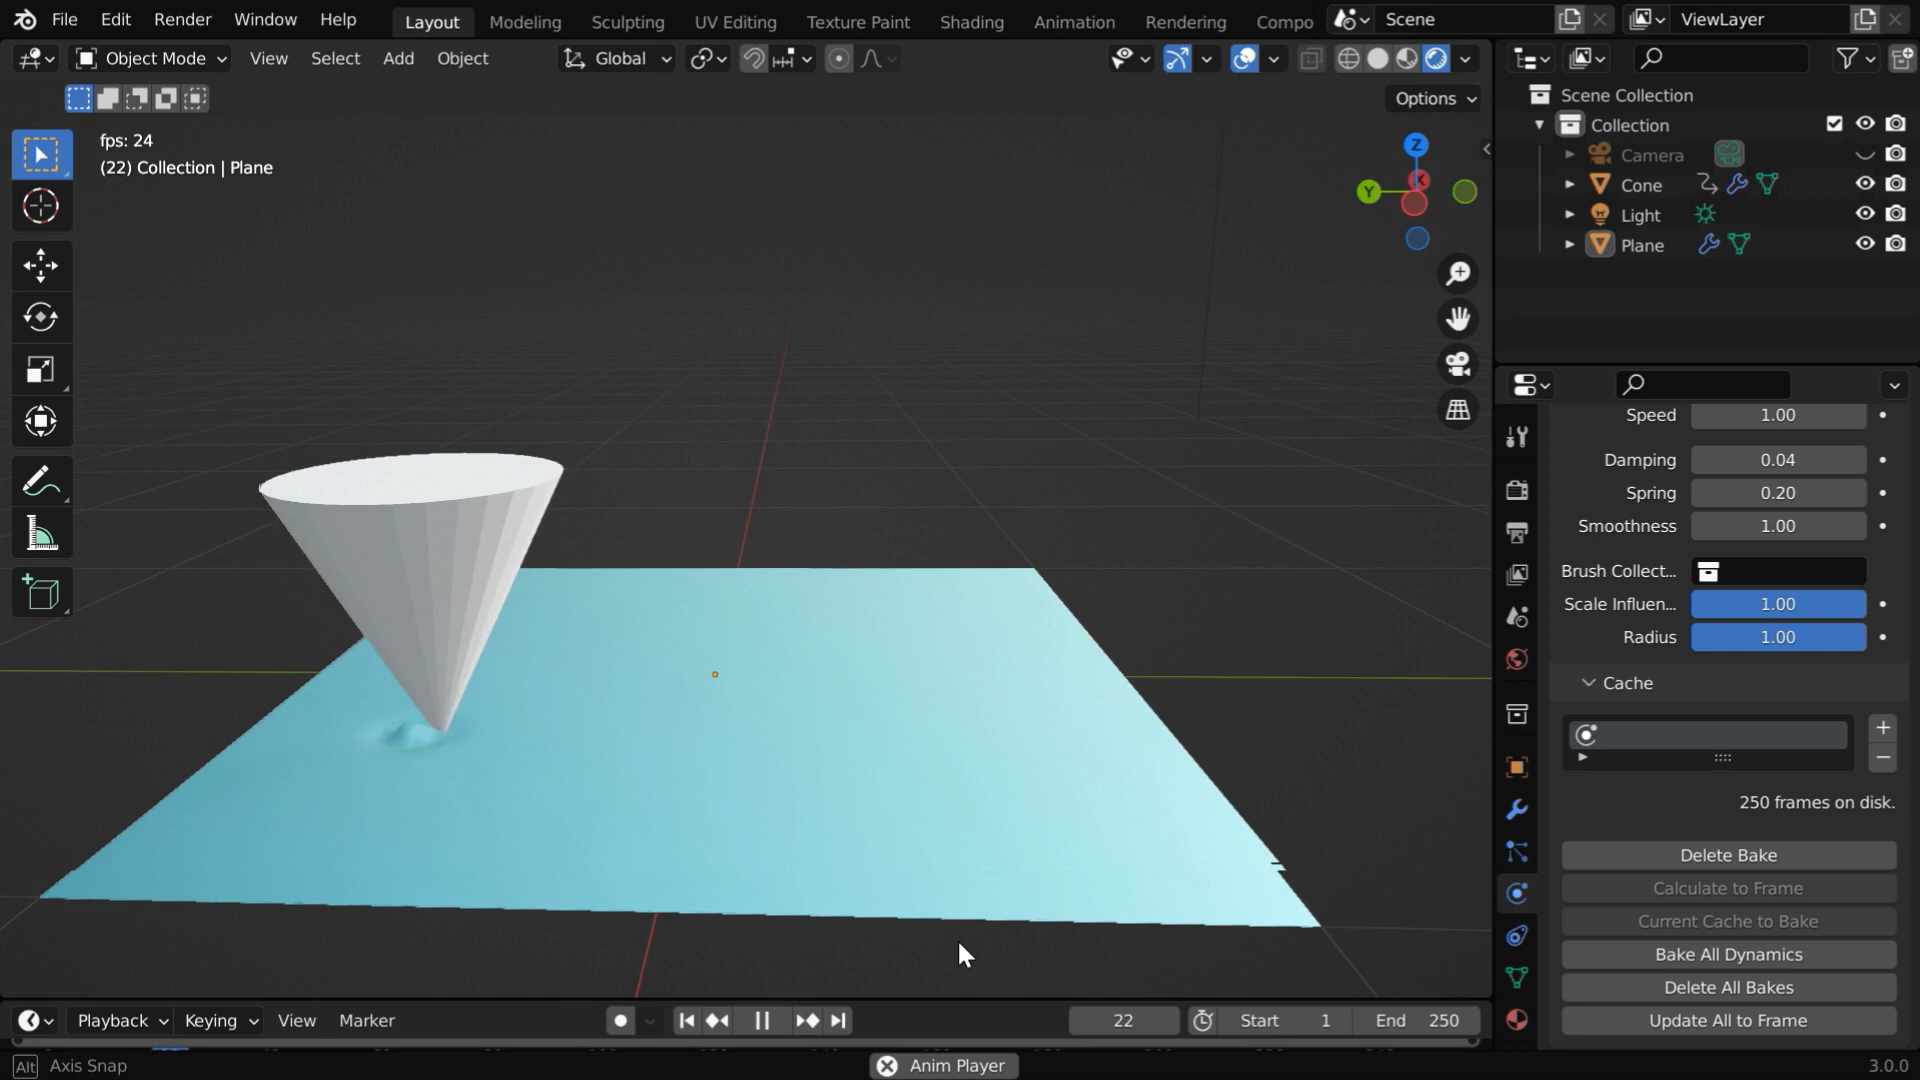 File Edit Render Window Help Layout Modeling Sculpting UV Editing Texture Paint Shading Animation Rendering Compo Scene ViewLayer
Object Mode View Select Add Object Global
Options
fps: 24
(22) Collection | Plane
Z
X
Y
Scene Collection
Collection
Camera
Cone
Light
Plane
Speed 1.00
Damping 0.04
Spring 0.20
Smoothness 1.00
Brush Collect...
Scale Influen... 1.00
Radius 1.00
Cache
250 frames on disk.
Delete Bake
Calculate to Frame
Current Cache to Bake
Bake All Dynamics
Delete All Bakes
Update All to Frame
Playback Keying View Marker 22 Start 1 End 250
Alt Axis Snap Anim Player 3.0.0